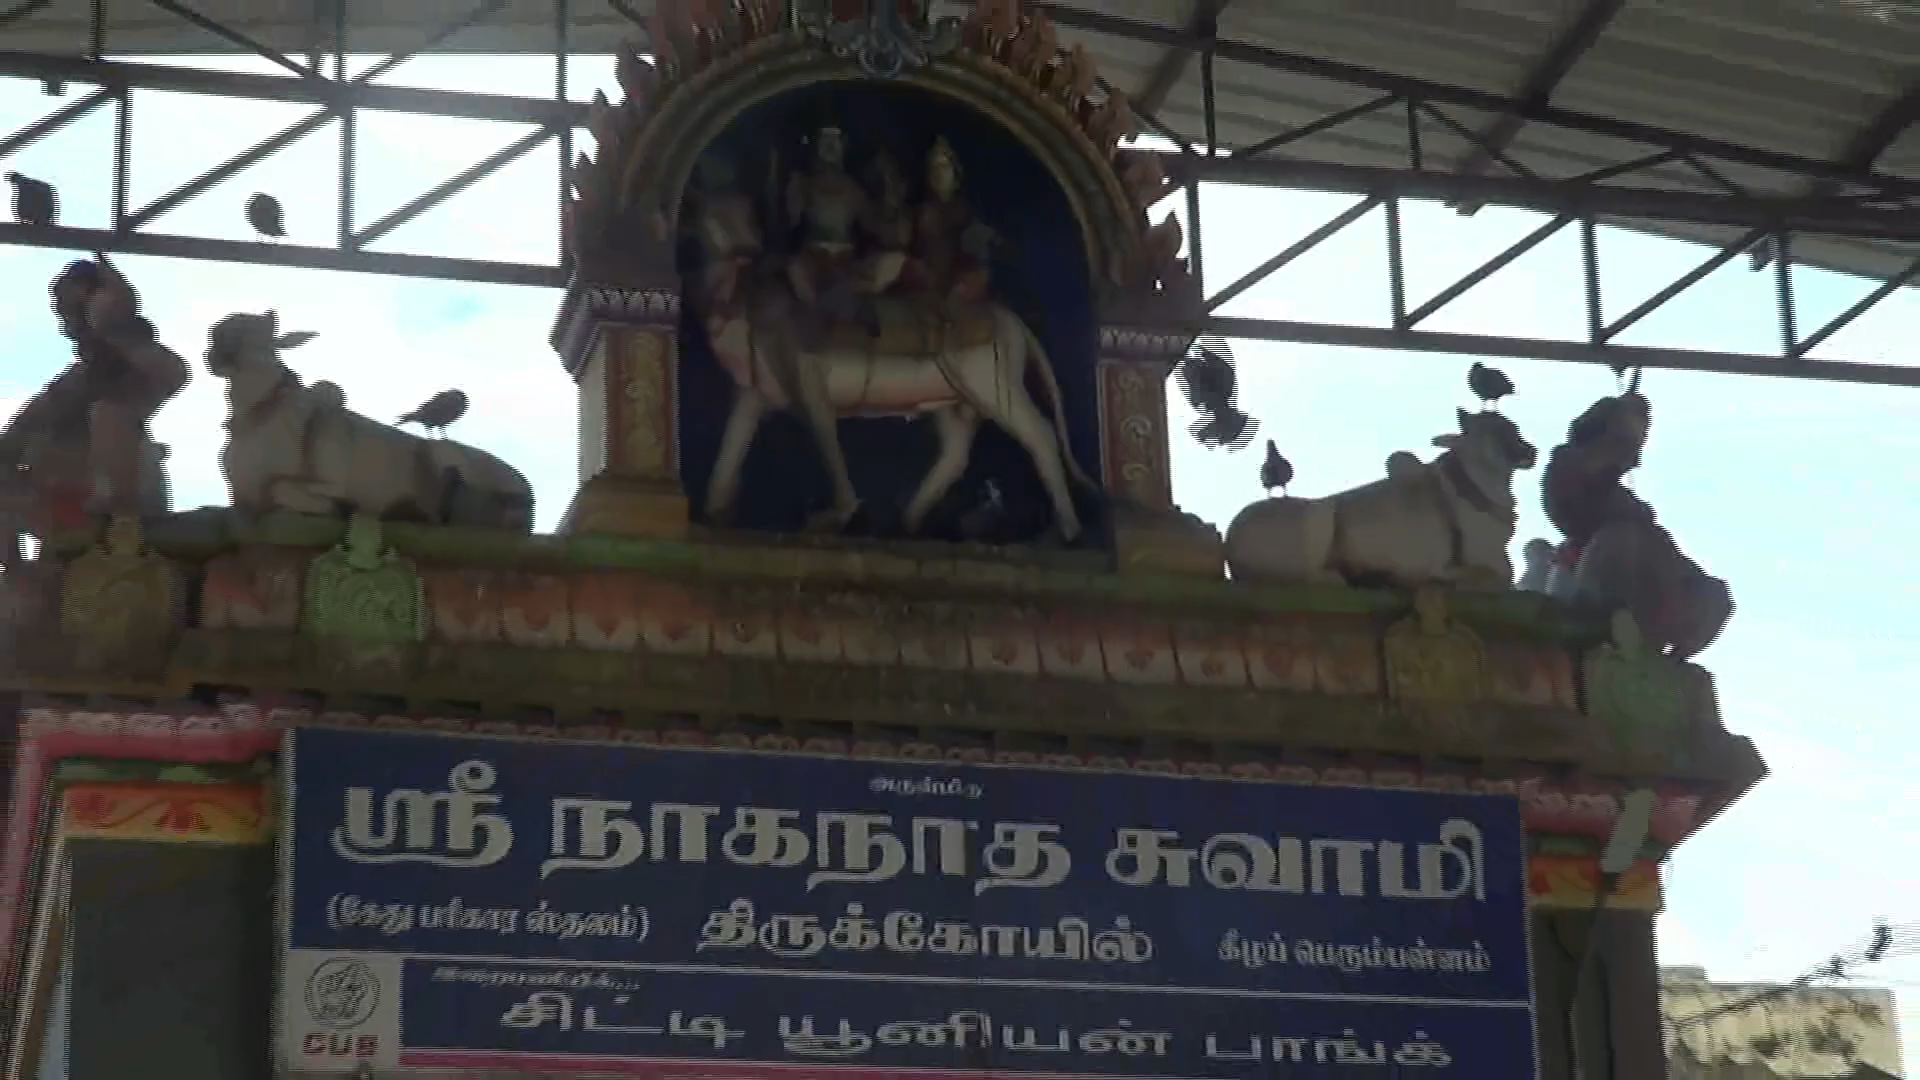 அருள்மிகு
ஸ்ரீ நாகநாத சுவாமி
(கேது பரிகார ஸ்தலம்) திருக்கோயில் கீழப் பெரும்பள்ளம்
சிட்டி யூனியன் பாங்க்
CUB